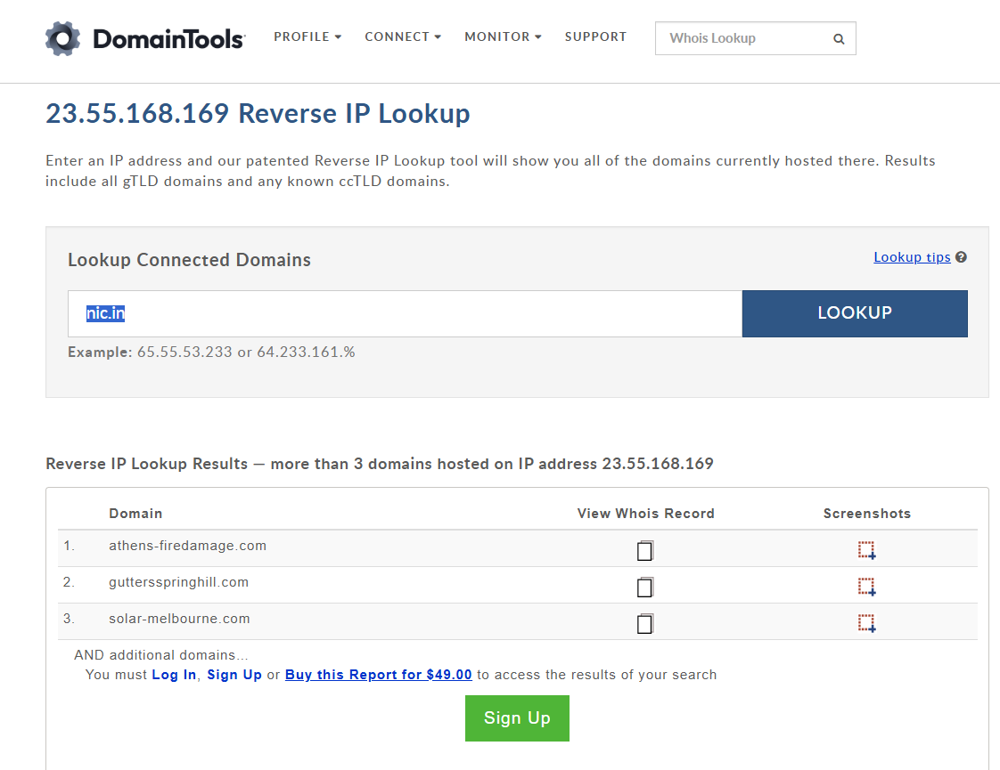 DomainTools
PROFILE CONNECT MONITOR SUPPORT Whois Lookup
23.55.168.169 Reverse IP Lookup
Enter an IP address and our patented Reverse IP Lookup tool will show you all of the domains currently hosted there. Results
include all gTLD domains and any known ccTLD domains.
Lookup Connected Domains
Lookup tips ?
nic.in
LOOKUP
Example: 65.55.53.233 or 64.233.161.%
Reverse IP Lookup Results — more than 3 domains hosted on IP address 23.55.168.169
Domain View Whois Record Screenshots
1. athens-firedamage.com
2. guttersspringhill.com
3. solar-melbourne.com
AND additional domains...
You must Log In, Sign Up or Buy this Report for $49.00 to access the results of your search
Sign Up